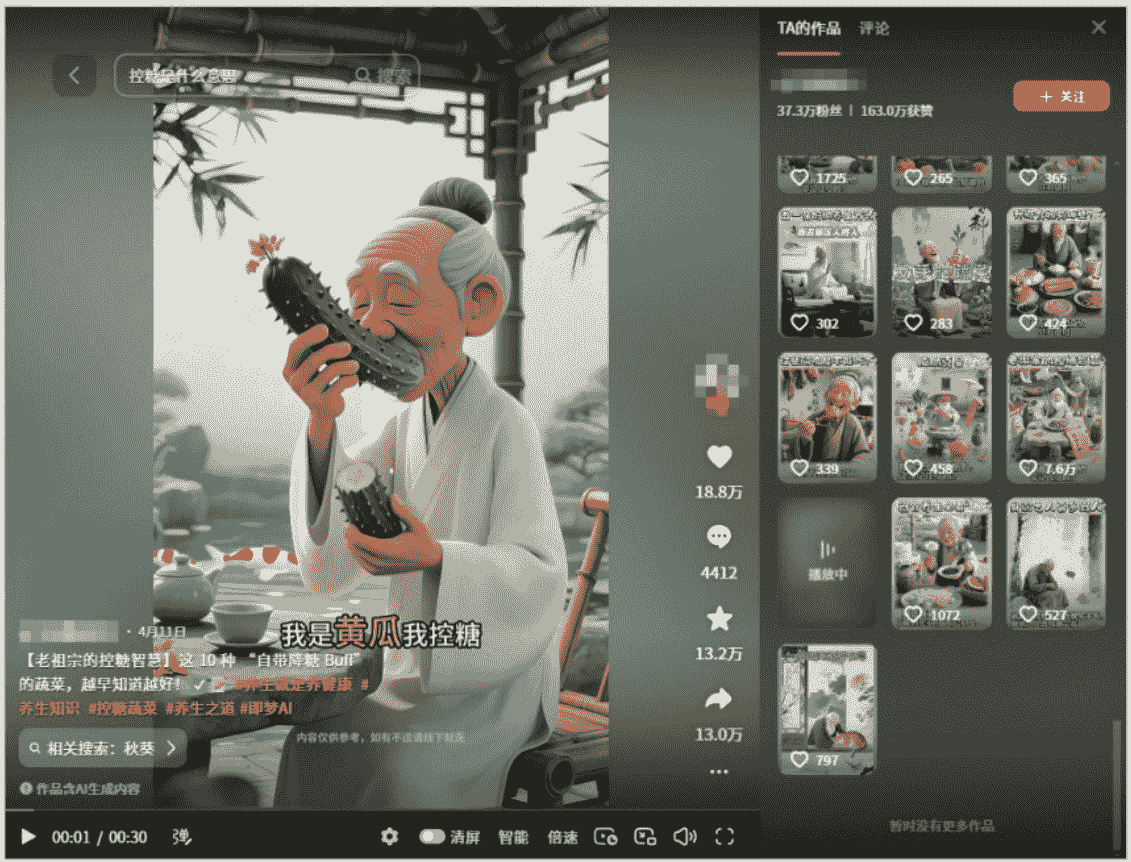 控糖是什么意思
搜索
我是黄瓜我控糖
· 4月11日
【老祖宗的控糖智慧】这 10 种 “自带降糖 Buff”
的蔬菜，越早知道越好！ #养生就是养健康 #
养生知识 #控糖蔬菜 #养生之道 #即梦AI
内容仅供参考，如有不适请线下就医
相关搜索：秋葵
作品含AI生成内容
00:01 / 00:30
弹
清屏
智能
倍速
18.8万
4412
13.2万
13.0万
TA的作品
评论
37.3万粉丝 | 163.0万获赞
+ 关注
1725
265
365
302
283
424
339
458
7.6万
播放中
1072
527
797
暂时没有更多作品